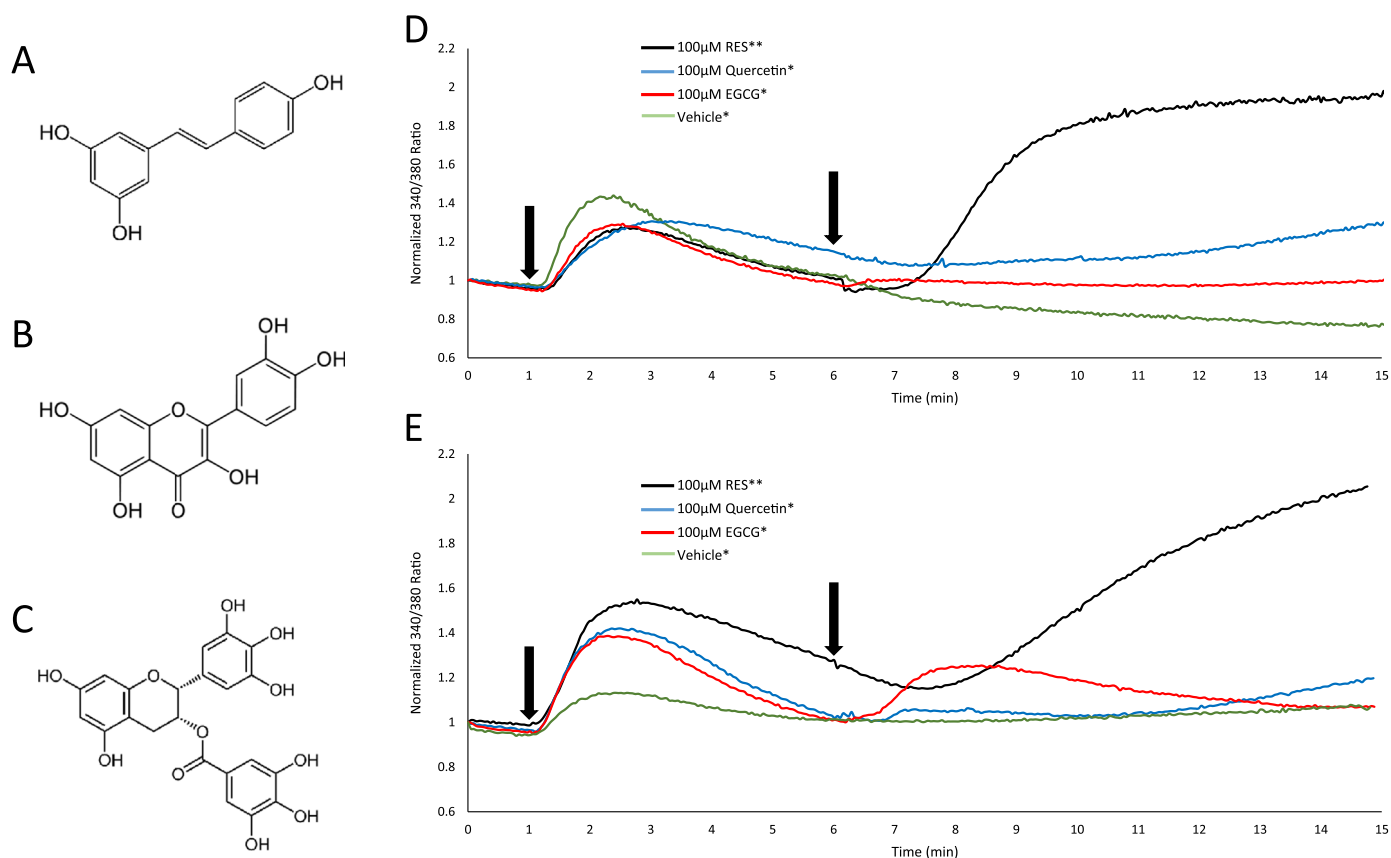 A
OH
HO
OH
B
OH
OH
HO
O
OH
OH
O
C
OH
OH
HO
O
OH
OH
O
O
OH
OH
OH
D
2.2
2
1.8
1.6
1.4
1.2
1
0.8
0.6
Normalized 340/380 Ratio
100µM RES**
100µM Quercetin*
100µM EGCG*
Vehicle*
0 1 2 3 4 5 6 7 8 9 10 11 12 13 14 15
Time (min)
E
2.2
2
1.8
1.6
1.4
1.2
1
0.8
0.6
Normalized 340/380 Ratio
100µM RES**
100µM Quercetin*
100µM EGCG*
Vehicle*
0 1 2 3 4 5 6 7 8 9 10 11 12 13 14 15
Time (min)